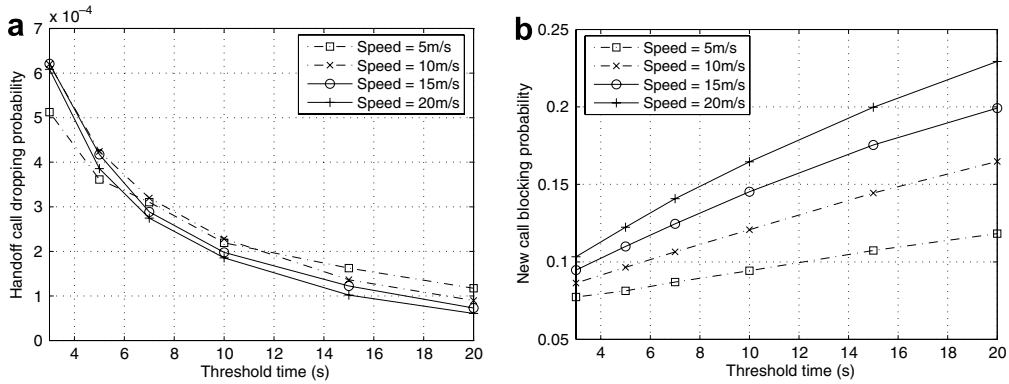 a
x 10⁻⁴
7
6
5
4
3
2
1
0
Handoff call dropping probability
4 6 8 10 12 14 16 18 20
Threshold time (s)
Speed = 5m/s
Speed = 10m/s
Speed = 15m/s
Speed = 20m/s
b
0.25
0.2
0.15
0.1
0.05
New call blocking probability
4 6 8 10 12 14 16 18 20
Threshold time (s)
Speed = 5m/s
Speed = 10m/s
Speed = 15m/s
Speed = 20m/s